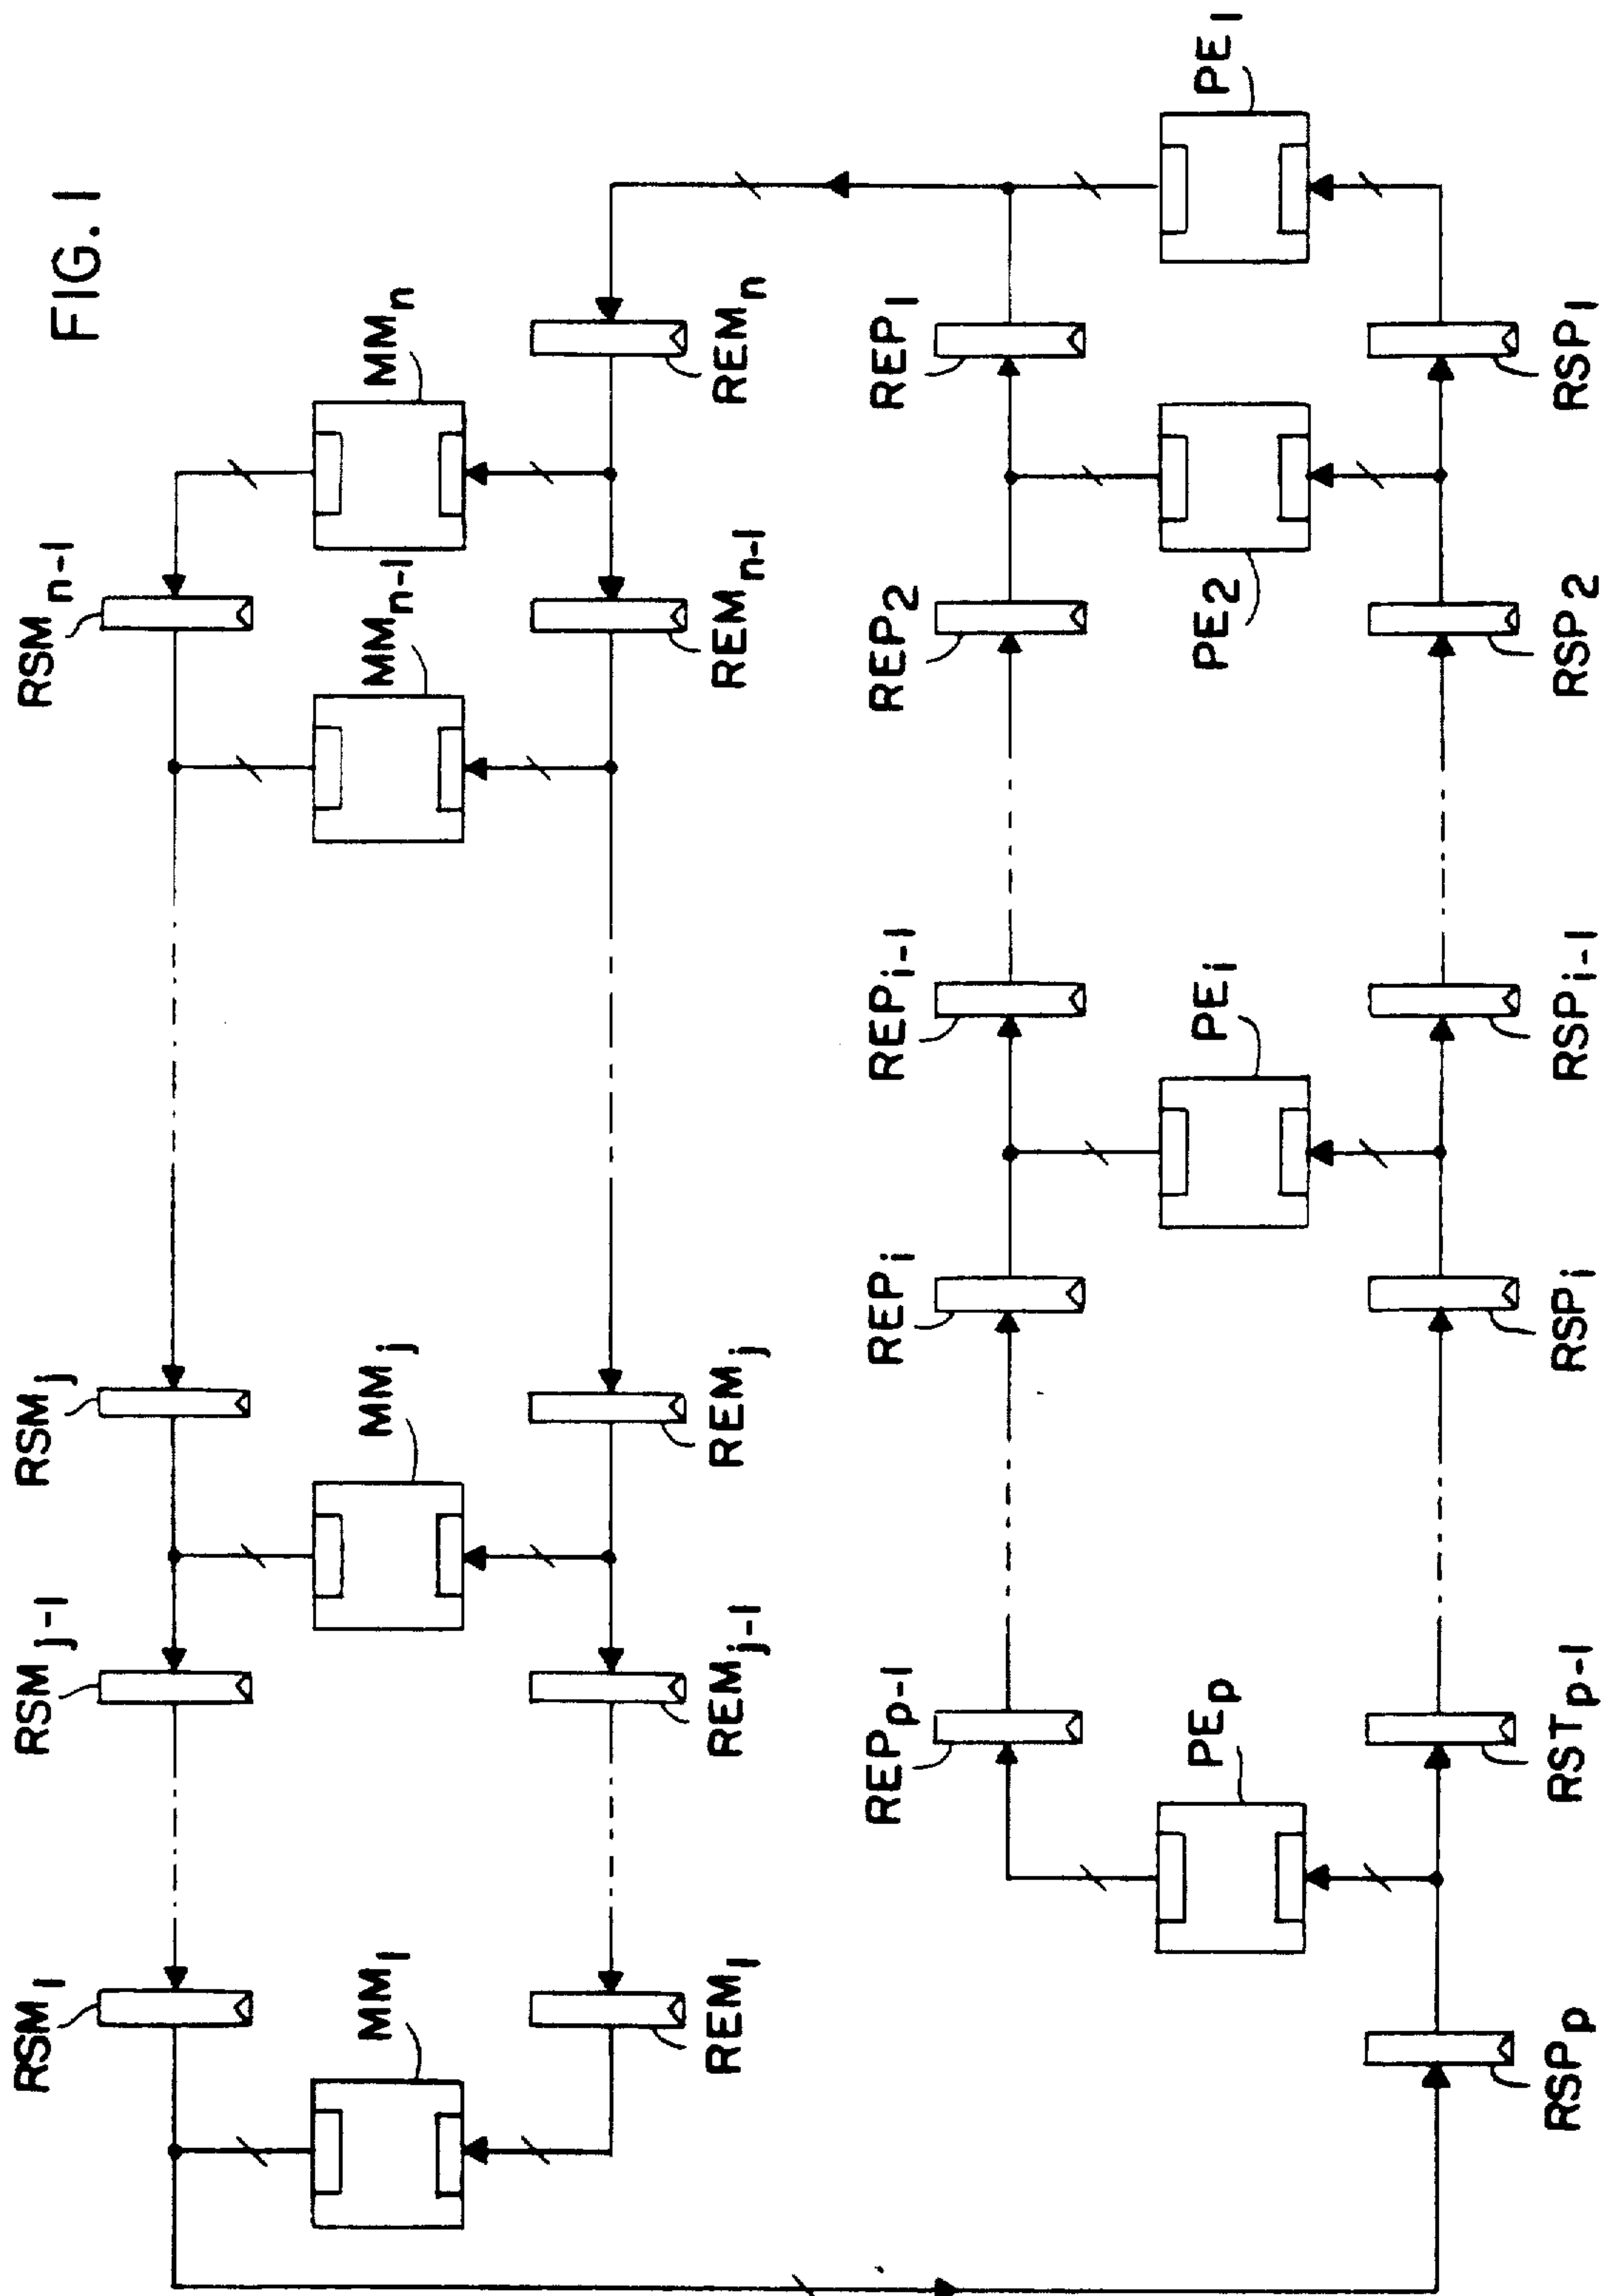 FIG. 1
RSM1
RSMj-1
RSMj
RSMn-1
MM1
MMj
MMn-1
MMn
REM1
REMj-1
REMj
REMn-1
REMn
REPp-1
REPi
REPi-1
REP2
REP1
PEp
PEi
PE2
PE1
RSPp
RSTp-1
RSPi
RSPi-1
RSP2
RSP1